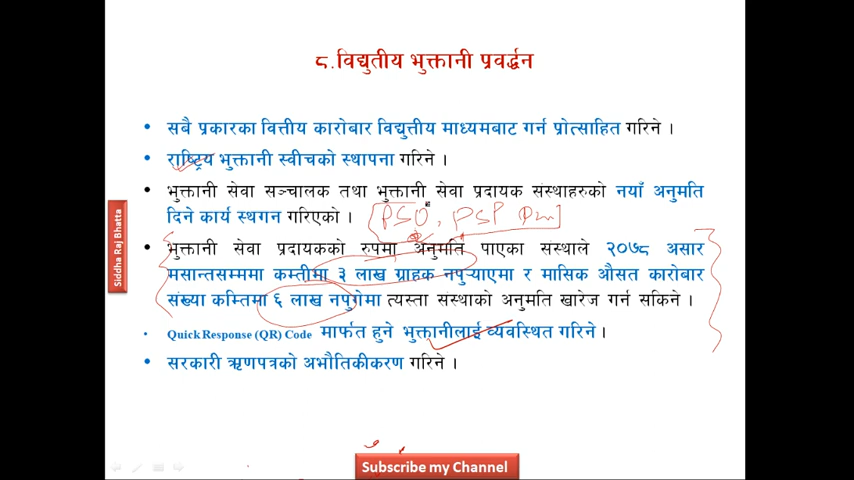 ८.विद्युतीय भुक्तानी प्रवर्द्धन
• सबै प्रकारका वित्तीय कारोबार विद्युत्तीय माध्यमबाट गर्न प्रोत्साहित गरिने ।
• राष्ट्रिय भुक्तानी स्वीचको स्थापना गरिने ।
• भुक्तानी सेवा सञ्चालक तथा भुक्तानी सेवा प्रदायक संस्थाहरुको नयाँ अनुमति
दिने कार्य स्थगन गरिएको ।
[PSO, PSP
• भुक्तानी सेवा प्रदायकको रुपमा अनुमति पाएका संस्थाले २०७८ असार
मसान्तसम्ममा कम्तीमा ३ लाख ग्राहक नपुऱ्याएमा र मासिक औसत कारोबार
संख्या कम्तिमा ६ लाख नपुगेमा त्यस्ता संस्थाको अनुमति खारेज गर्न सकिने ।
• Quick Response (QR) Code मार्फत हुने भुक्तानीलाई व्यवस्थित गरिने ।
• सरकारी ऋणपत्रको अभौतिकीकरण गरिने ।
Siddha Raj Bhatta
Subscribe my Channel